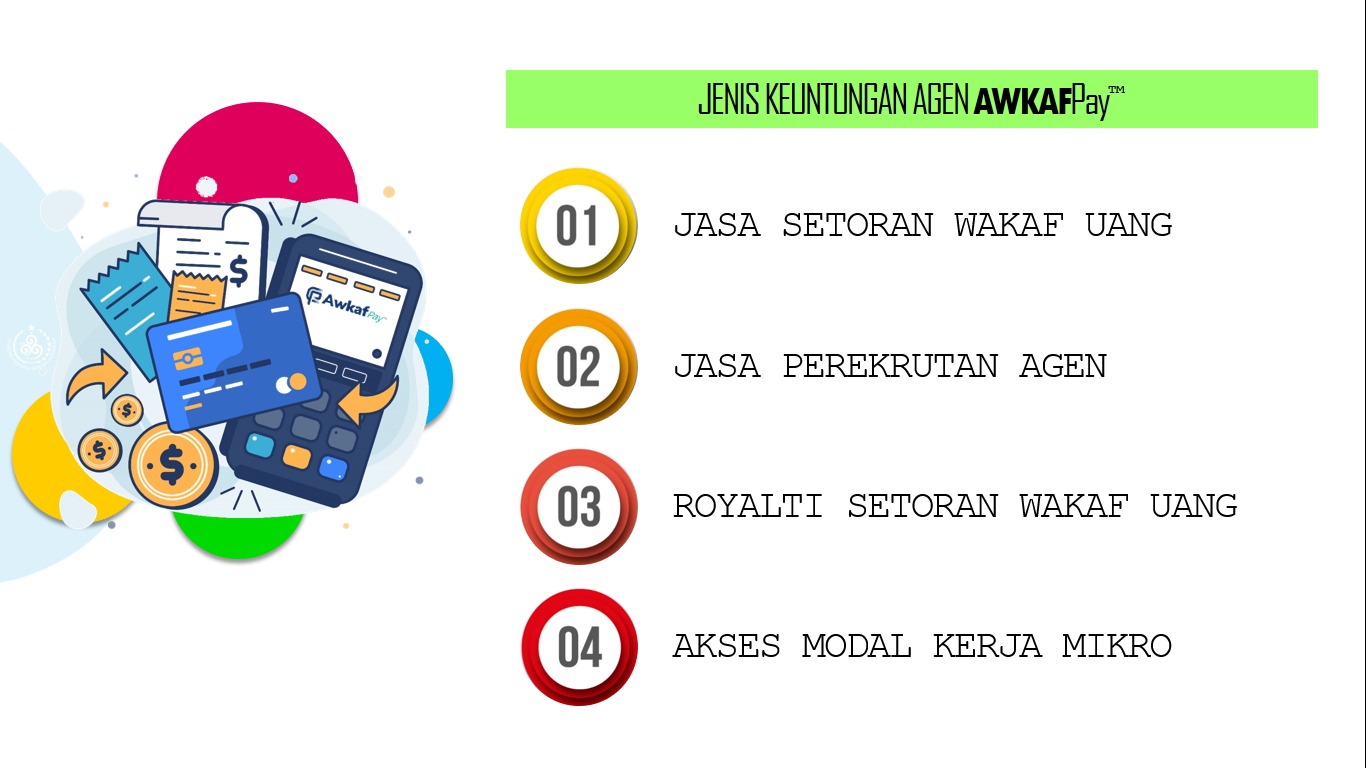 JENIS KEUNTUNGAN AGEN AWKAFPay™
01
JASA SETORAN WAKAF UANG
02
JASA PEREKRUTAN AGEN
03
ROYALTI SETORAN WAKAF UANG
04
AKSES MODAL KERJA MIKRO
$
AwkafPay™
$
$
$